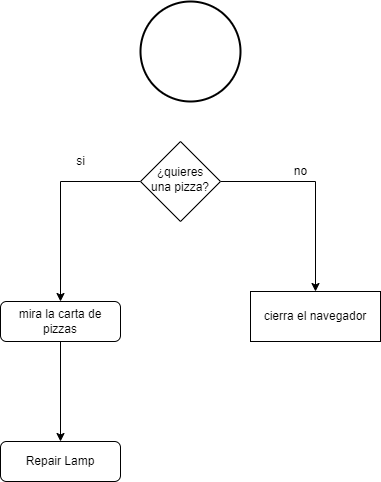 si
¿quieres
una pizza?
no
mira la carta de
pizzas
cierra el navegador
Repair Lamp